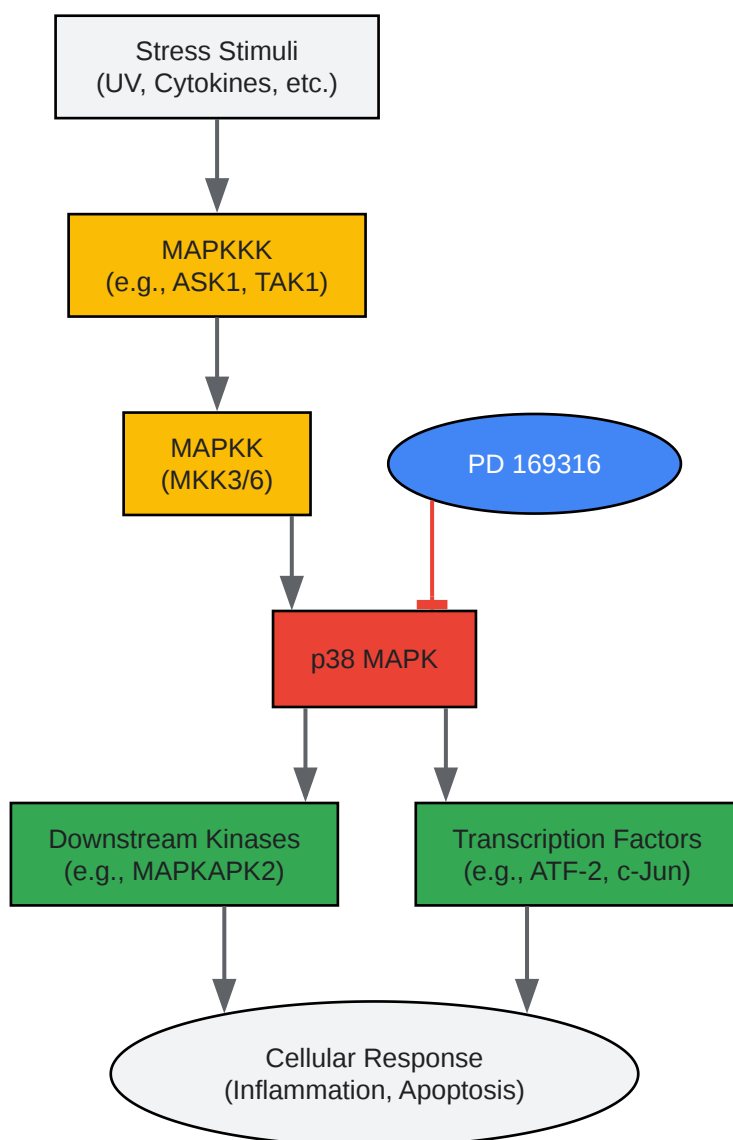 Stress Stimuli
(UV, Cytokines, etc.)
MAPKKK
(e.g., ASK1, TAK1)
MAPKK
(MKK3/6)
PD 169316
p38 MAPK
Downstream Kinases
(e.g., MAPKAPK2)
Transcription Factors
(e.g., ATF-2, c-Jun)
Cellular Response
(Inflammation, Apoptosis)